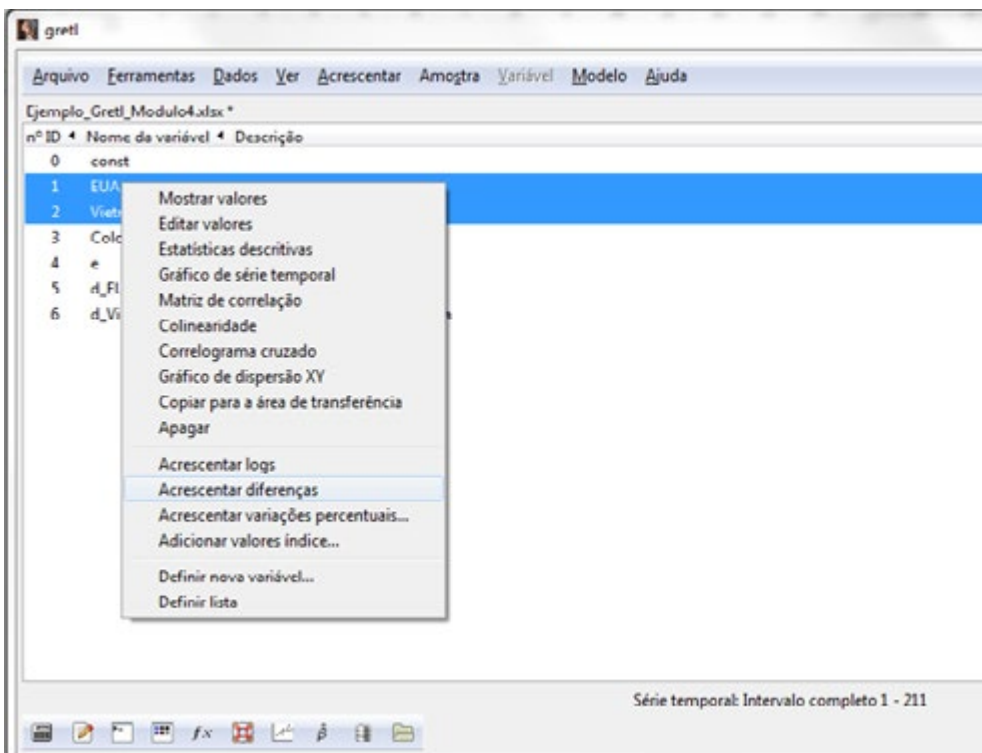 gretl
Arquivo Ferramentas Dados Ver Acrescentar Amostra Variável Modelo Ajuda
Ejemplo_Gretl_Modulo4.xlsx *
nº ID Nome da variável Descrição
0 const
1 EUA
2 Viet
3 Colo
4 e
5
6 d_Vi
Mostrar valores
Editar valores
Estatísticas descritivas
Gráfico de série temporal
Matriz de correlação
Colinearidade
Correlograma cruzado
Gráfico de dispersão XY
Copiar para a área de transferência
Apagar
Acrescentar logs
Acrescentar diferenças
Acrescentar variações percentuais...
Adicionar valores índice...
Definir nova variável...
Definir lista
Série temporal: Intervalo completo 1 - 211